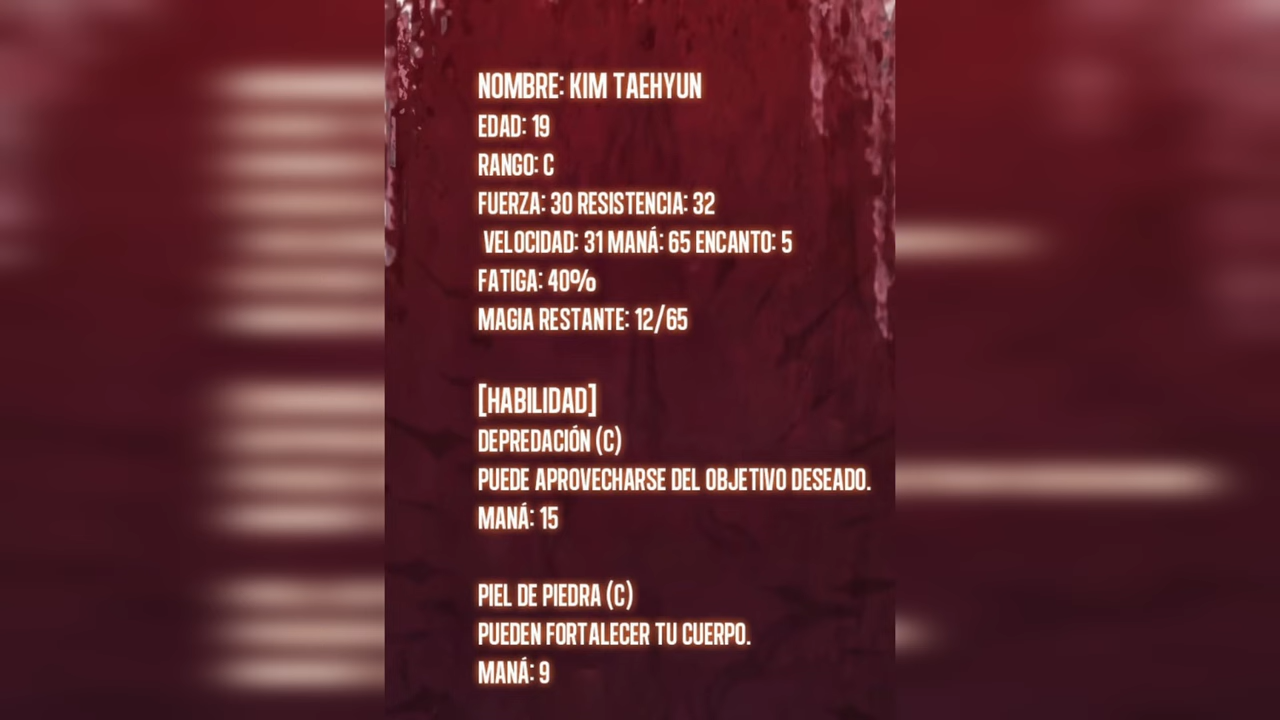 NOMBRE: KIM TAEHYUN
EDAD: 19
RANGO: C
FUERZA: 30 RESISTENCIA: 32
VELOCIDAD: 31 MANÁ: 65 ENCANTO: 5
FATIGA: 40%
MAGIA RESTANTE: 12/65
[HABILIDAD]
DEPREDACIÓN (C)
PUEDE APROVECHARSE DEL OBJETIVO DESEADO.
MANÁ: 15
PIEL DE PIEDRA (C)
PUEDEN FORTALECER TU CUERPO.
MANÁ: 9